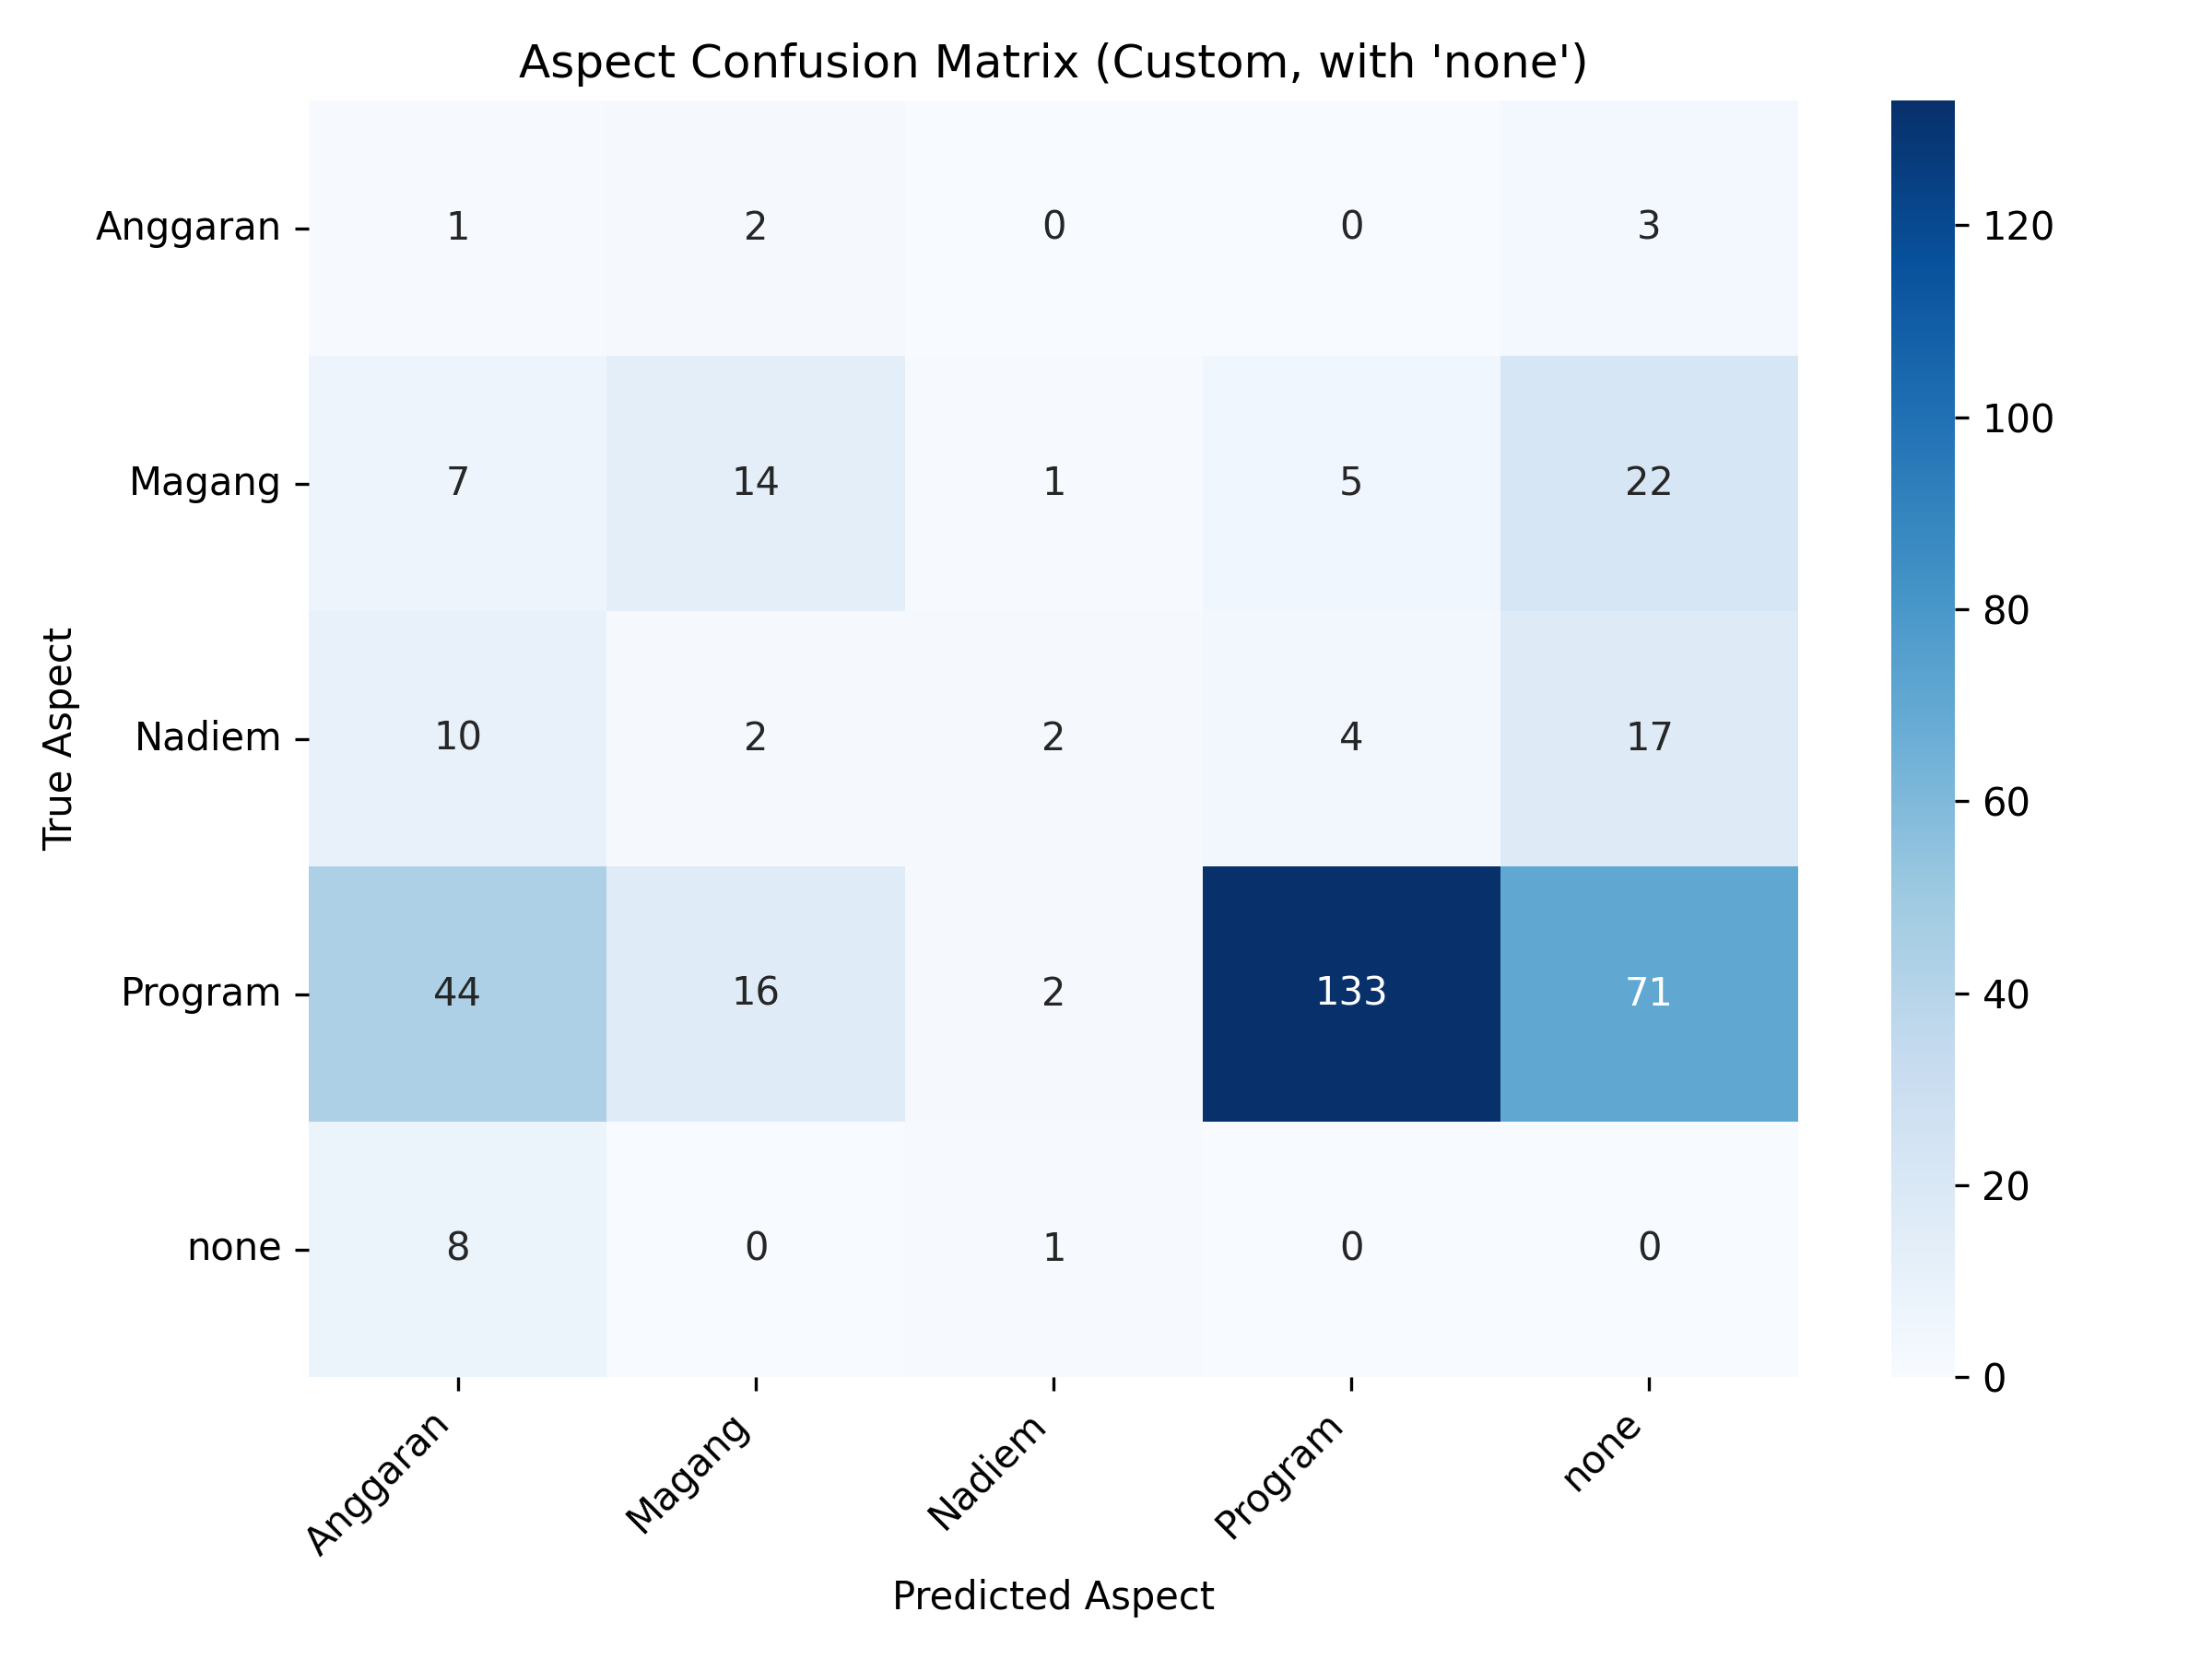 Aspect Confusion Matrix (Custom, with 'none')
Anggaran 1 2 0 0 3
Magang 7 14 1 5 22
Nadiem 10 2 2 4 17
Program 44 16 2 133 71
none 8 0 1 0 0
True Aspect
Anggaran Magang Nadiem Program none
Predicted Aspect
120
100
80
60
40
20
0